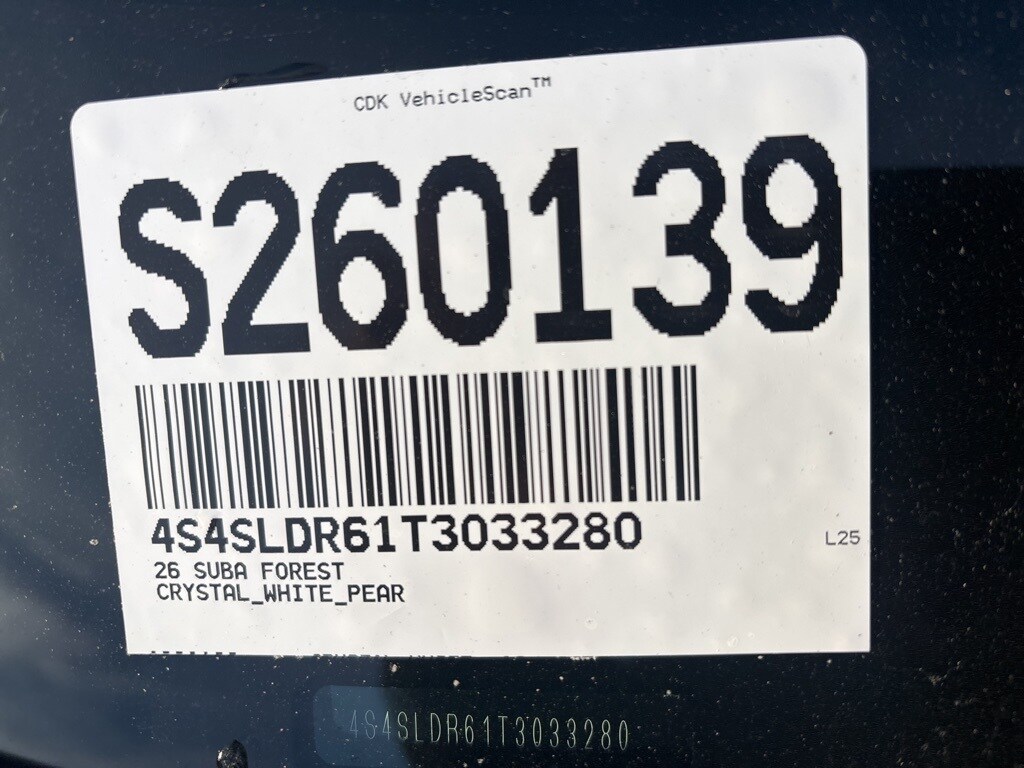 CDK VehicleScan™
S260139
4S4SLDR61T3033280
L25
26 SUBA FOREST
CRYSTAL_WHITE_PEAR
4S4SLDR61T3033280